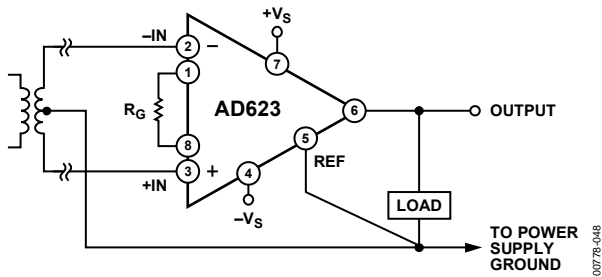 +VS
–IN
2
–
7
1
RG
AD623
6
OUTPUT
8
5
REF
3
+
4
+IN
–VS
LOAD
TO POWER
SUPPLY
GROUND
00778-048